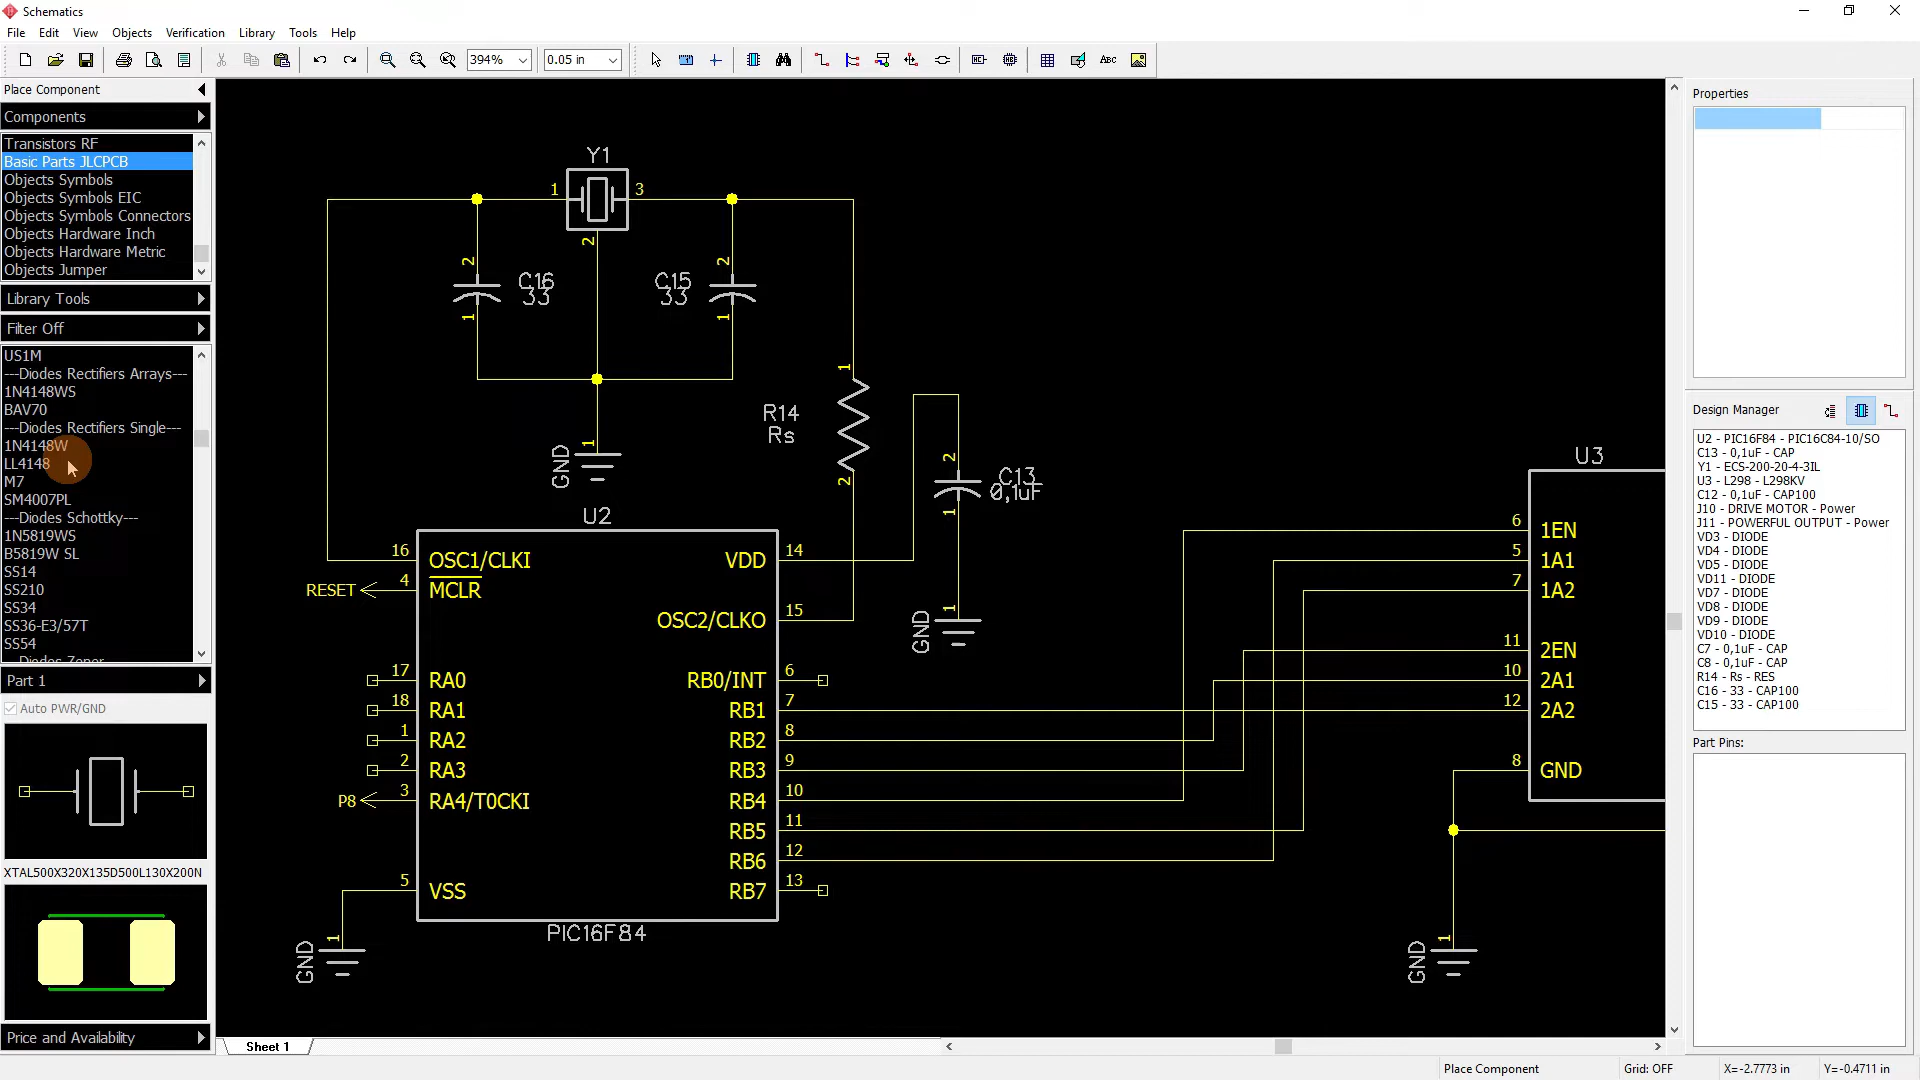 Schematics
File Edit View Objects Verification Library Tools Help
394% 0.05 in Abc
Place Component
Components
Transistors RF
Basic Parts JLCPCB
Objects Symbols
Objects Symbols EIC
Objects Symbols Connectors
Objects Hardware Inch
Objects Hardware Metric
Objects Jumper
Library Tools
Filter Off
US1M
---Diodes Rectifiers Arrays---
1N4148WS
BAV70
---Diodes Rectifiers Single---
1N4148W
LL4148
M7
SM4007PL
---Diodes Schottky---
1N5819WS
B5819W SL
SS14
SS210
SS34
SS36-E3/57T
SS54
---Diodes Zener
Part 1
Auto PWR/GND
XTAL500X320X135D500L130X200N
Price and Availability
Y1
1 3
2
2 C16 33 1
C15 33 2 1
GND 1
1
R14
Rs
2
2
C13
0,1uF
1
GND 1
U2
16 OSC1/CLKI VDD 14
RESET 4 MCLR
OSC2/CLKO 15
17 RA0 RB0/INT 6
18 RA1 RB1 7
1 RA2 RB2 8
2 RA3 RB3 9
P8 3 RA4/T0CKI RB4 10
RB5 11
RB6 12
5 VSS RB7 13
PIC16F84
GND 1
U3
6 1EN
5 1A1
7 1A2
11 2EN
10 2A1
12 2A2
8 GND
GND 1
Sheet 1
Properties
Design Manager
U2 - PIC16F84 - PIC16C84-10/SO
C13 - 0,1uF - CAP
Y1 - ECS-200-20-4-3IL
U3 - L298 - L298KV
C12 - 0,1uF - CAP100
J10 - DRIVE MOTOR - Power
J11 - POWERFUL OUTPUT - Power
VD3 - DIODE
VD4 - DIODE
VD5 - DIODE
VD11 - DIODE
VD7 - DIODE
VD8 - DIODE
VD9 - DIODE
VD10 - DIODE
C7 - 0,1uF - CAP
C8 - 0,1uF - CAP
R14 - Rs - RES
C16 - 33 - CAP100
C15 - 33 - CAP100
Part Pins:
Place Component Grid: OFF X=-2.7773 in Y=-0.4711 in